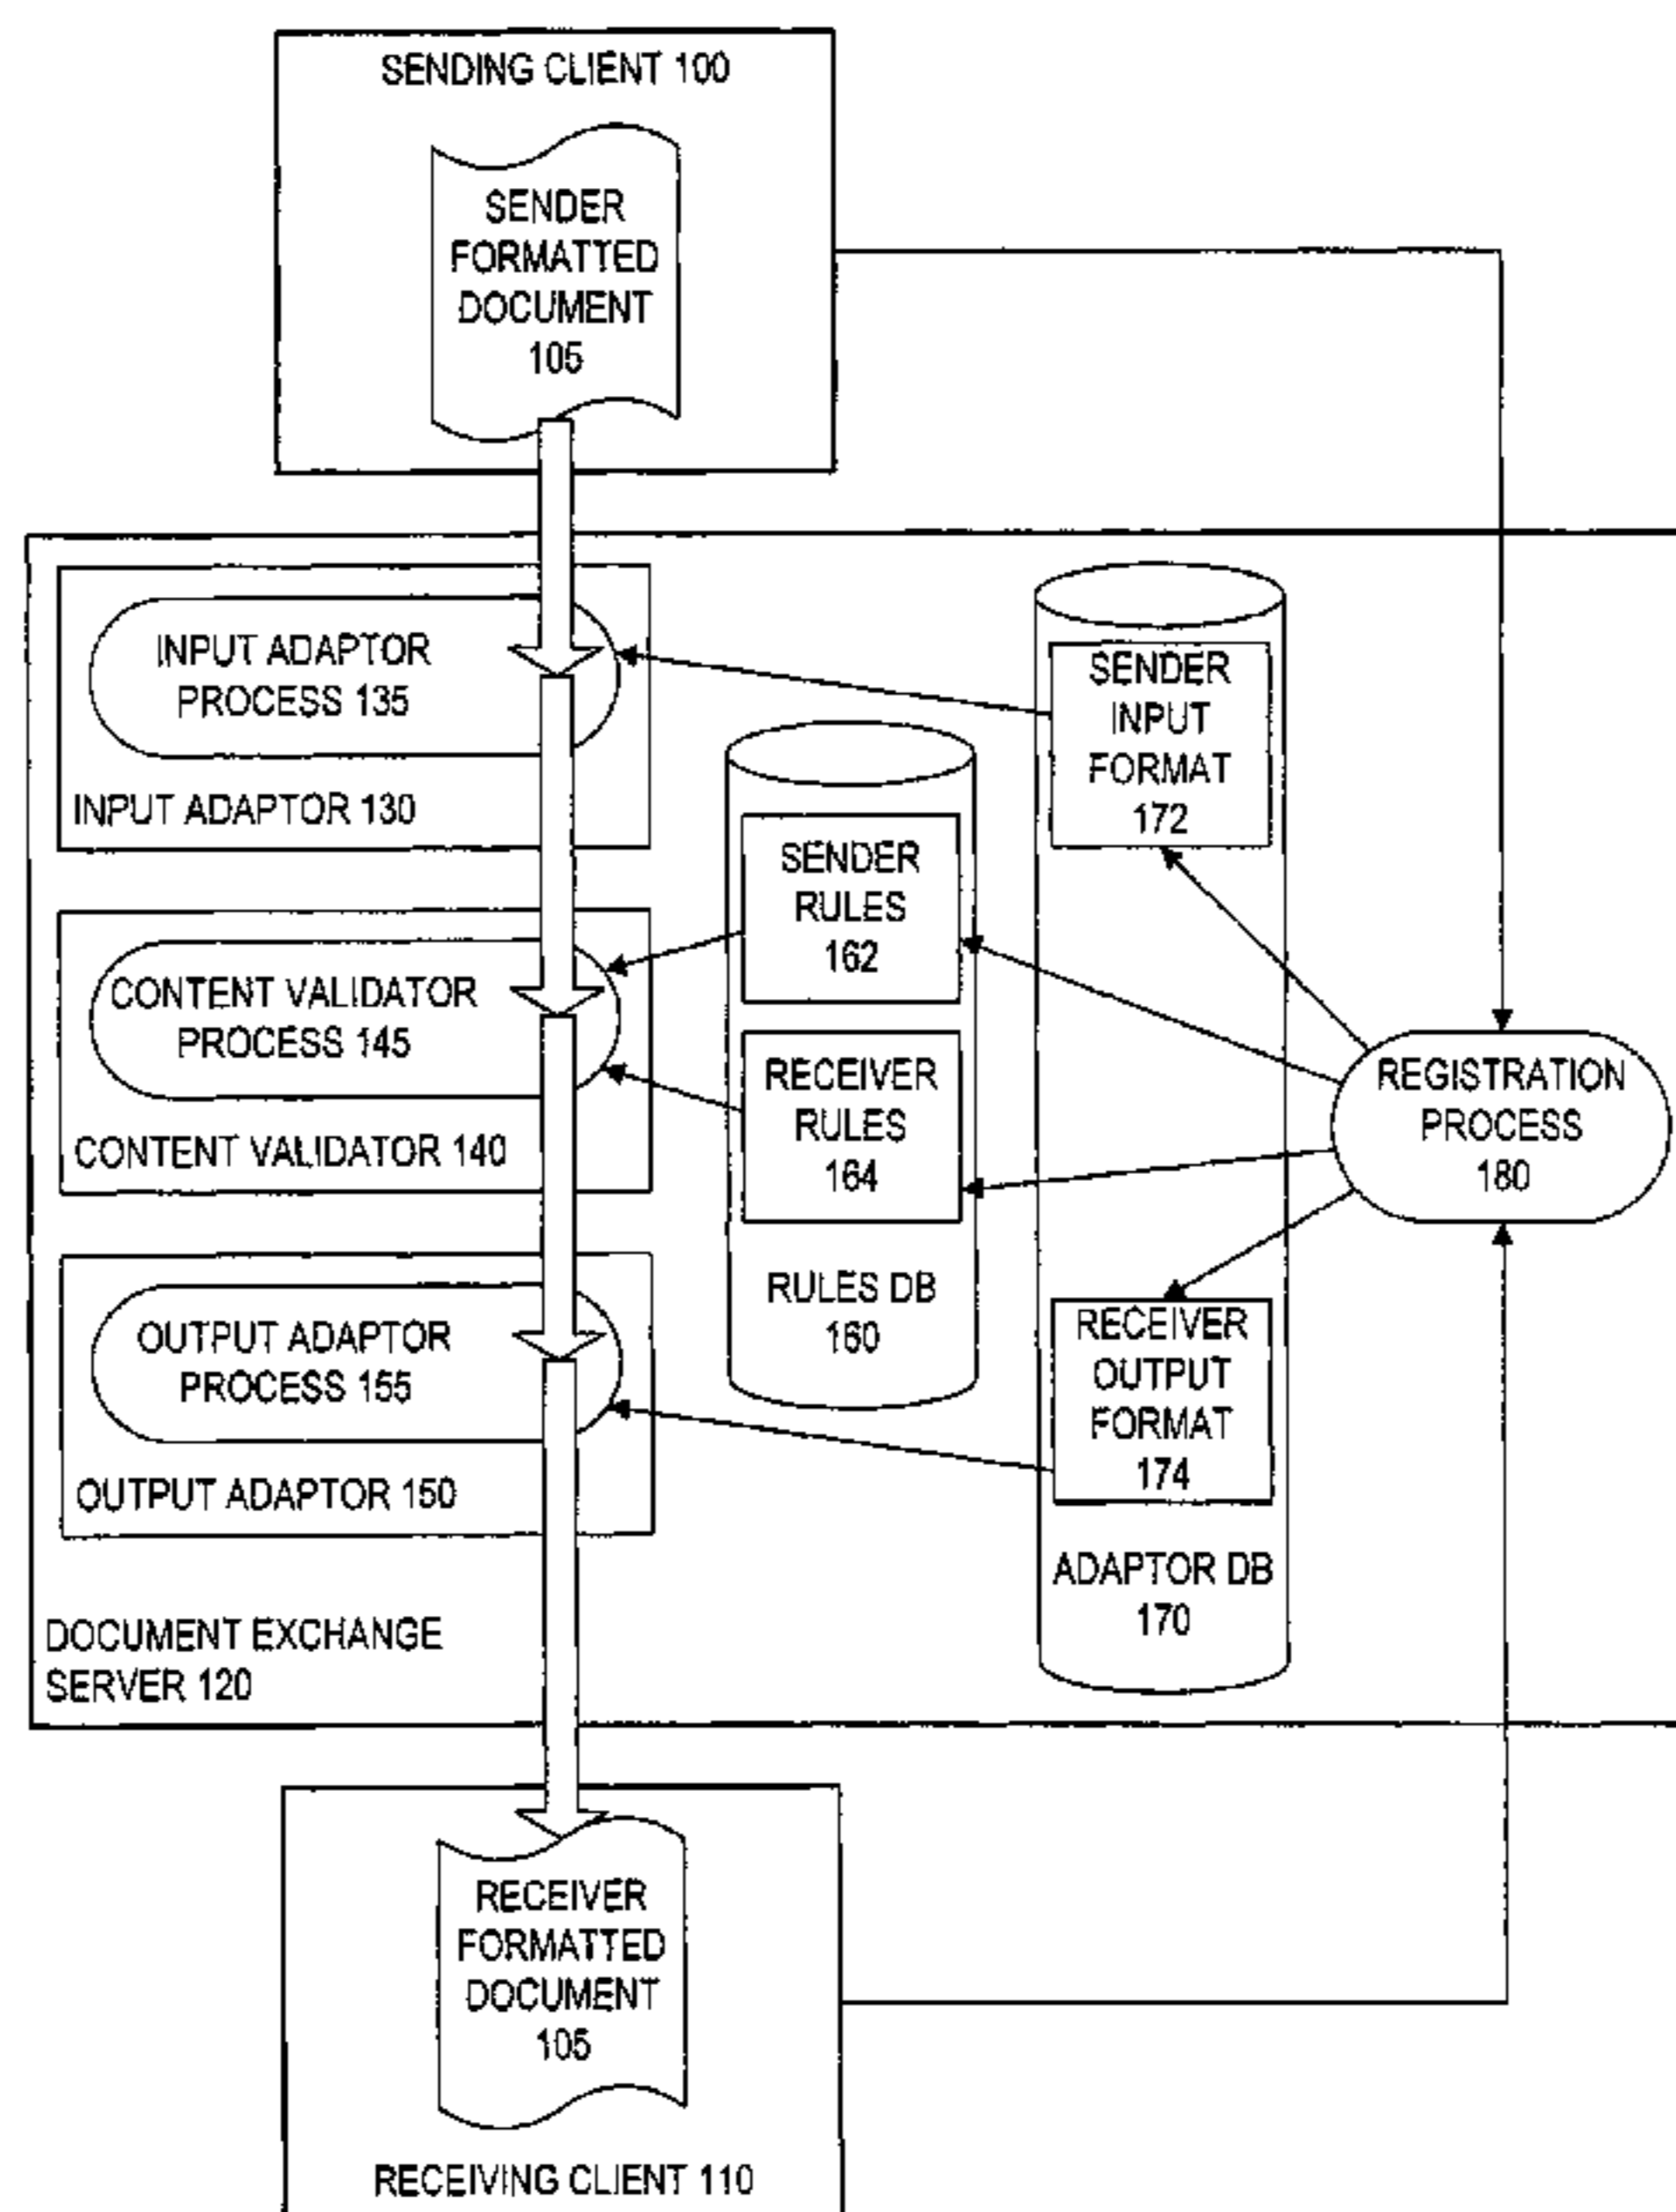 SENDING CLIENT 100
SENDER
FORMATTED
DOCUMENT
105
INPUT ADAPTOR
PROCESS 135
INPUT ADAPTOR 130
SENDER
INPUT
FORMAT
172
SENDER
RULES
162
CONTENT VALIDATOR
PROCESS 145
CONTENT VALIDATOR 140
RECEIVER
RULES
164
REGISTRATION
PROCESS
180
RULES DB
160
OUTPUT ADAPTOR
PROCESS 155
OUTPUT ADAPTOR 150
RECEIVER
OUTPUT
FORMAT
174
ADAPTOR DB
170
DOCUMENT EXCHANGE
SERVER 120
RECEIVER
FORMATTED
DOCUMENT
105
RECEIVING CLIENT 110